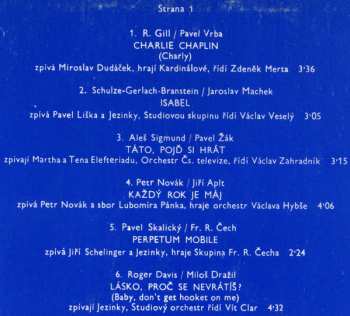 Strana 1
1. R. Gill / Pavel Vrba
CHARLIE CHAPLIN
(Charly)
zpívá Miroslav Dudáček, hrají Kardinálové, řídí Zdeněk Merta 3'36
2. Schulze-Gerlach-Branstein / Jaroslav Machek
ISABEL
zpívá Pavel Liška a Jezinky, Studiovou skupinu řídí Václav Veselý 3'05
3. Aleš Sigmund / Pavel Žák
TÁTO, POJĎ SI HRÁT
zpívají Martha a Tena Elefteriadu, Orchestr Čs. televize, řídí Václav Zahradník 3'15
4. Petr Novák / Jiří Aplt
KAŽDÝ ROK JE MÁJ
zpívá Petr Novák a sbor Lubomíra Pánka, hraje orchestr Václava Hybše 4'06
5. Pavel Skalický / Fr. R. Čech
PERPETUM MOBILE
zpívá Jiří Schelinger a Jezinky, hraje Skupina Fr. R. Čecha 2'24
6. Roger Davis / Miloš Dražil
LÁSKO, PROČ SE NEVRÁTÍŠ?
(Baby, don't get hooket on me)
zpívají Jezinky, Studiový orchestr řídí Vít Clar 4'32